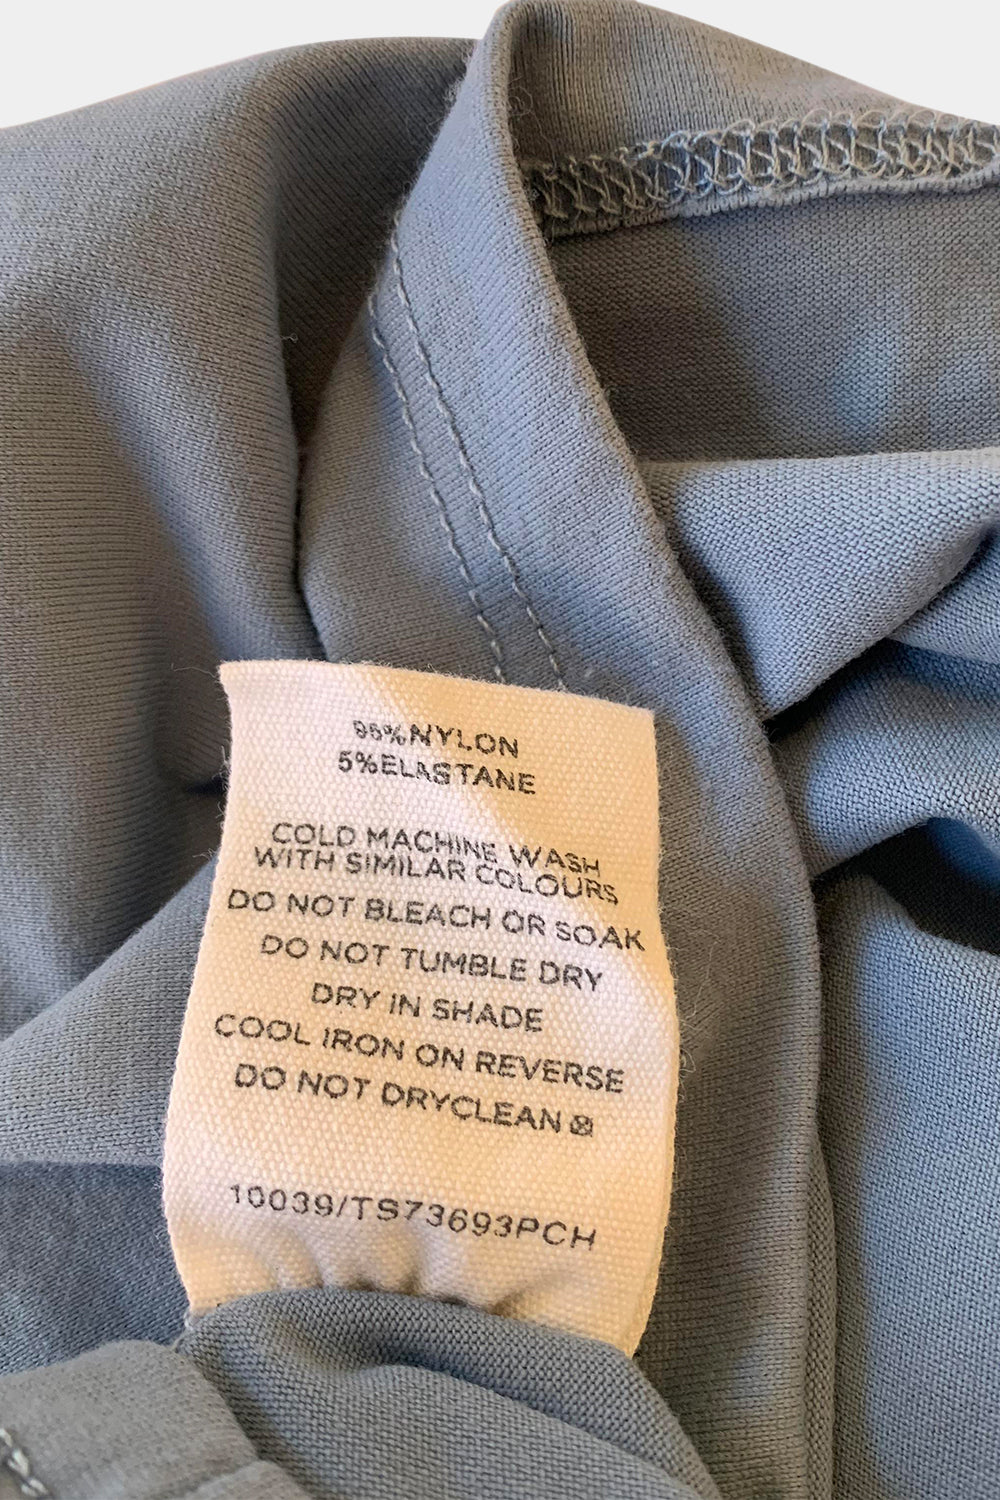 95%NYLON
5%ELASTANE
COLD MACHINE WASH
WITH SIMILAR COLOURS
DO NOT BLEACH OR SOAK
DO NOT TUMBLE DRY
DRY IN SHADE
COOL IRON ON REVERSE
DO NOT DRYCLEAN
10039/TS73693PCH